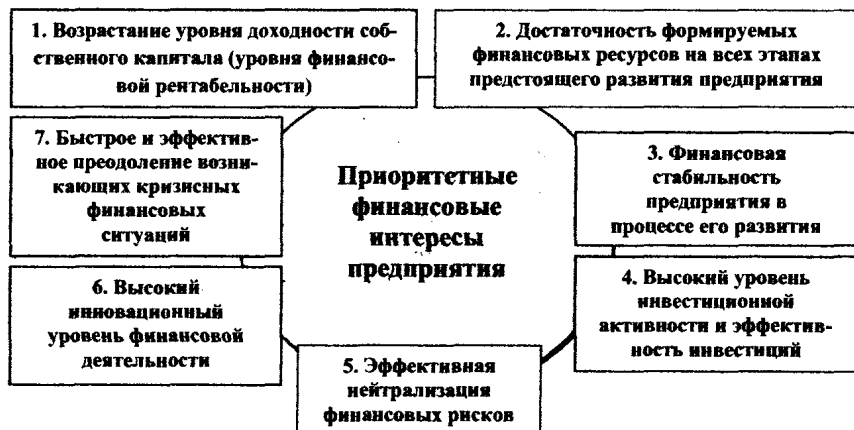 1. Возрастание уровня доходности соб-
ственного капитала (уровня финансо-
вой рентабельности)
2. Достаточность формируемых
финансовых ресурсов на всех этапах
предстоящего развития предприятия
7. Быстрое и эффектив-
ное преодоление возни-
кающих кризисных
финансовых
ситуаций
Приоритетные
финансовые
интересы
предприятия
3. Финансовая
стабильность
предприятия в
процессе его развития
6. Высокий
инновационный
уровень финансовой
деятельности
4. Высокий уровень
инвестиционной
активности и эффектив-
ность инвестиций
5. Эффективная
нейтрализация
финансовых рисков